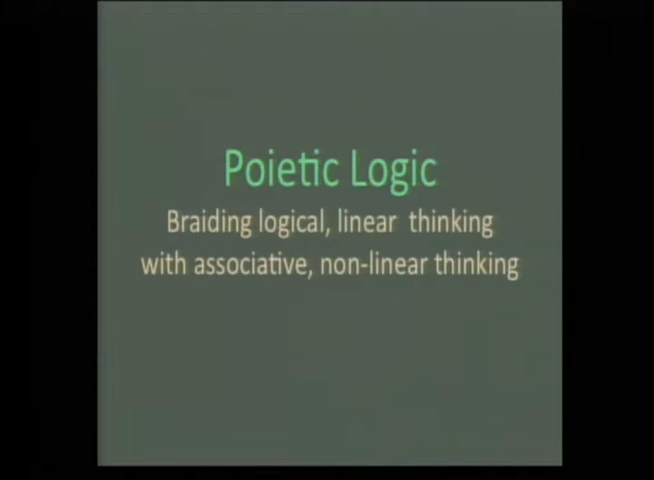 Poietic Logic
Braiding logical, linear thinking
with associative, non-linear thinking